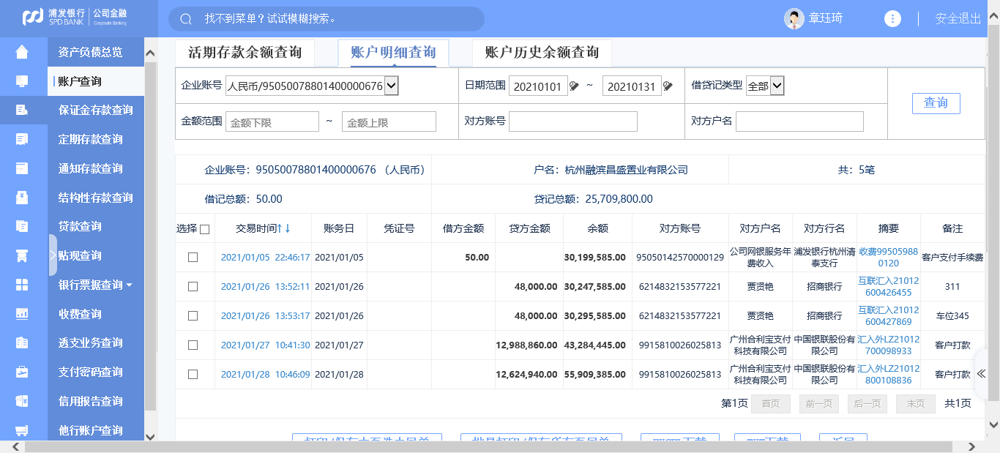 浦发银行 公司金融
SPD BANK Corporate Banking
找不到菜单？试试模糊搜索。
章珏琦
安全退出
资产负债总览
账户查询
保证金存款查询
定期存款查询
通知存款查询
结构性存款查询
贷款查询
贴现查询
银行票据查询
收费查询
透支业务查询
支付密码查询
信用报告查询
他行账户查询
活期存款余额查询 账户明细查询 账户历史余额查询
企业账号 人民币/95050078801400000676 日期范围 20210101 ~ 20210131 借贷记类型 全部
查询
金额范围 金额下限 ~ 金额上限 对方账号 对方户名
企业账号：95050078801400000676 （人民币） 户名：杭州融滨昌盛置业有限公司 共：5笔
借记总额：50.00 贷记总额：25,709,800.00
选择 交易时间↑↓ 账务日 凭证号 借方金额 贷方金额 余额 对方账号 对方户名 对方行名 摘要 备注
2021/01/05 22:46:17 2021/01/05 50.00 30,199,585.00 95050142570000129 公司网银服务年费收入 浦发银行杭州清泰支行 收费995059880120 客户支付手续费
2021/01/26 13:52:11 2021/01/26 48,000.00 30,247,585.00 6214832153577221 贾贤艳 招商银行 互联汇入21012600426455 311
2021/01/26 13:53:17 2021/01/26 48,000.00 30,295,585.00 6214832153577221 贾贤艳 招商银行 互联汇入21012600427869 车位345
2021/01/27 10:41:30 2021/01/27 12,988,860.00 43,284,445.00 9915810026025813 广州合利宝支付科技有限公司 中国银联股份有限公司 汇入外LZ21012700098933 客户打款
2021/01/28 10:46:09 2021/01/28 12,624,940.00 55,909,385.00 9915810026025813 广州合利宝支付科技有限公司 中国银联股份有限公司 汇入外LZ21012800108836 客户打款
第1页 首页 前一页 后一页 末页 共1页